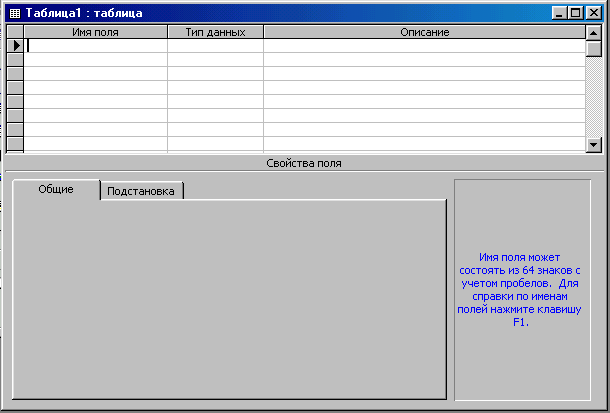 Таблица1 : таблица
Имя поля Тип данных Описание
Свойства поля
Общие Подстановка
Имя поля может
состоять из 64 знаков с
учетом пробелов. Для
справки по именам
полей нажмите клавишу
F1.